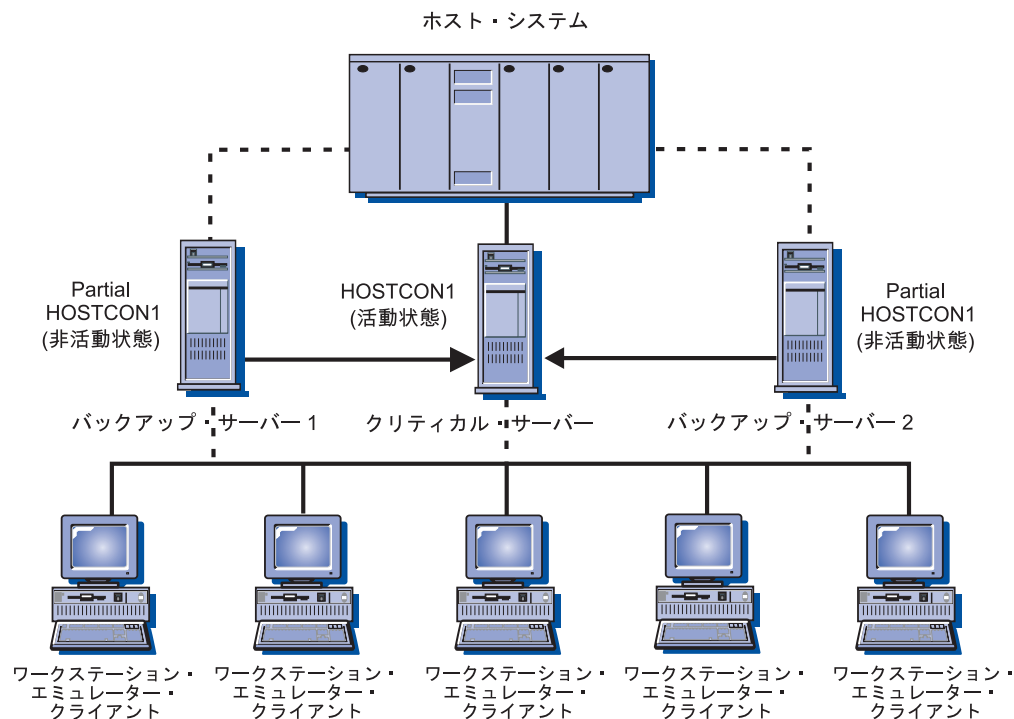 ホスト・システム
Partial
HOSTCON1
(非活動状態)
HOSTCON1
(活動状態)
Partial
HOSTCON1
(非活動状態)
バックアップ・サーバー 1
クリティカル・サーバー
バックアップ・サーバー 2
ワークステーション・
エミュレーター・
クライアント
ワークステーション・
エミュレーター・
クライアント
ワークステーション・
エミュレーター・
クライアント
ワークステーション・
エミュレーター・
クライアント
ワークステーション・
エミュレーター・
クライアント